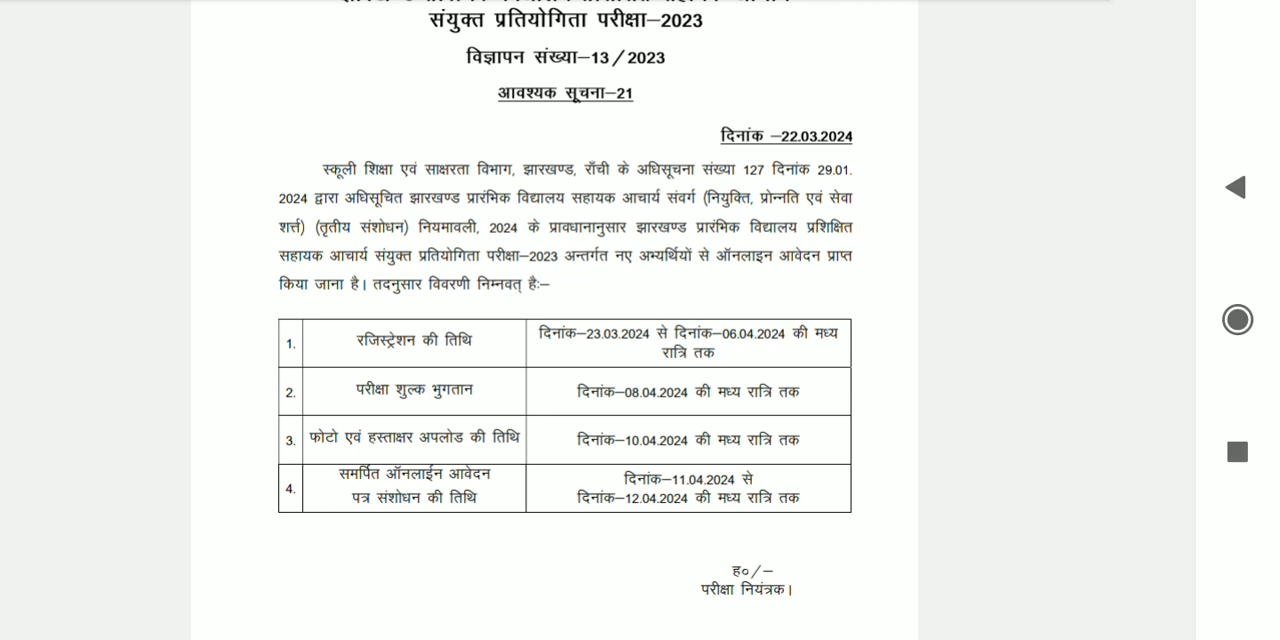 संयुक्त प्रतियोगिता परीक्षा–2023
विज्ञापन संख्या–13/2023
आवश्यक सूचना–21
दिनांक –22.03.2024
स्कूली शिक्षा एवं साक्षरता विभाग, झारखण्ड, राँची के अधिसूचना संख्या 127 दिनांक 29.01.
2024 द्वारा अधिसूचित झारखण्ड प्रारंभिक विद्यालय सहायक आचार्य संवर्ग (नियुक्ति, प्रोन्नति एवं सेवा
शर्त्त) (तृतीय संशोधन) नियमावली, 2024 के प्रावधानानुसार झारखण्ड प्रारंभिक विद्यालय प्रशिक्षित
सहायक आचार्य संयुक्त प्रतियोगिता परीक्षा–2023 अन्तर्गत नए अभ्यर्थियों से ऑनलाइन आवेदन प्राप्त
किया जाना है। तदनुसार विवरणी निम्नवत् है:–
1. रजिस्ट्रेशन की तिथि दिनांक–23.03.2024 से दिनांक–06.04.2024 की मध्य
रात्रि तक
2. परीक्षा शुल्क भुगतान दिनांक–08.04.2024 की मध्य रात्रि तक
3. फोटो एवं हस्ताक्षर अपलोड की तिथि दिनांक–10.04.2024 की मध्य रात्रि तक
4. समर्पित ऑनलाईन आवेदन
पत्र संशोधन की तिथि
दिनांक–11.04.2024 से
दिनांक–12.04.2024 की मध्य रात्रि तक
ह०/–
परीक्षा नियंत्रक।